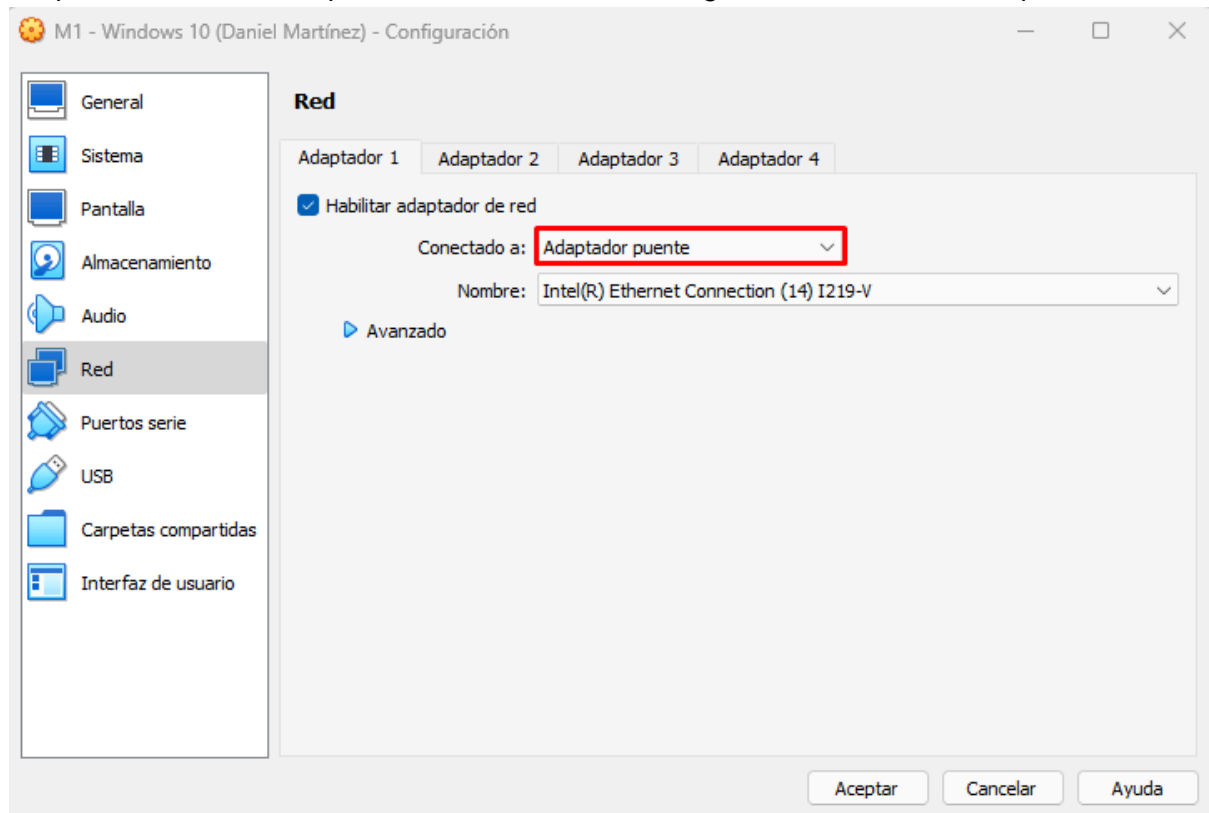 M1 - Windows 10 (Daniel Martínez) - Configuración
General
Sistema
Pantalla
Almacenamiento
Audio
Red
Puertos serie
USB
Carpetas compartidas
Interfaz de usuario
Red
Adaptador 1 Adaptador 2 Adaptador 3 Adaptador 4
Habilitar adaptador de red
Conectado a: Adaptador puente
Nombre: Intel(R) Ethernet Connection (14) I219-V
Avanzado
Aceptar Cancelar Ayuda